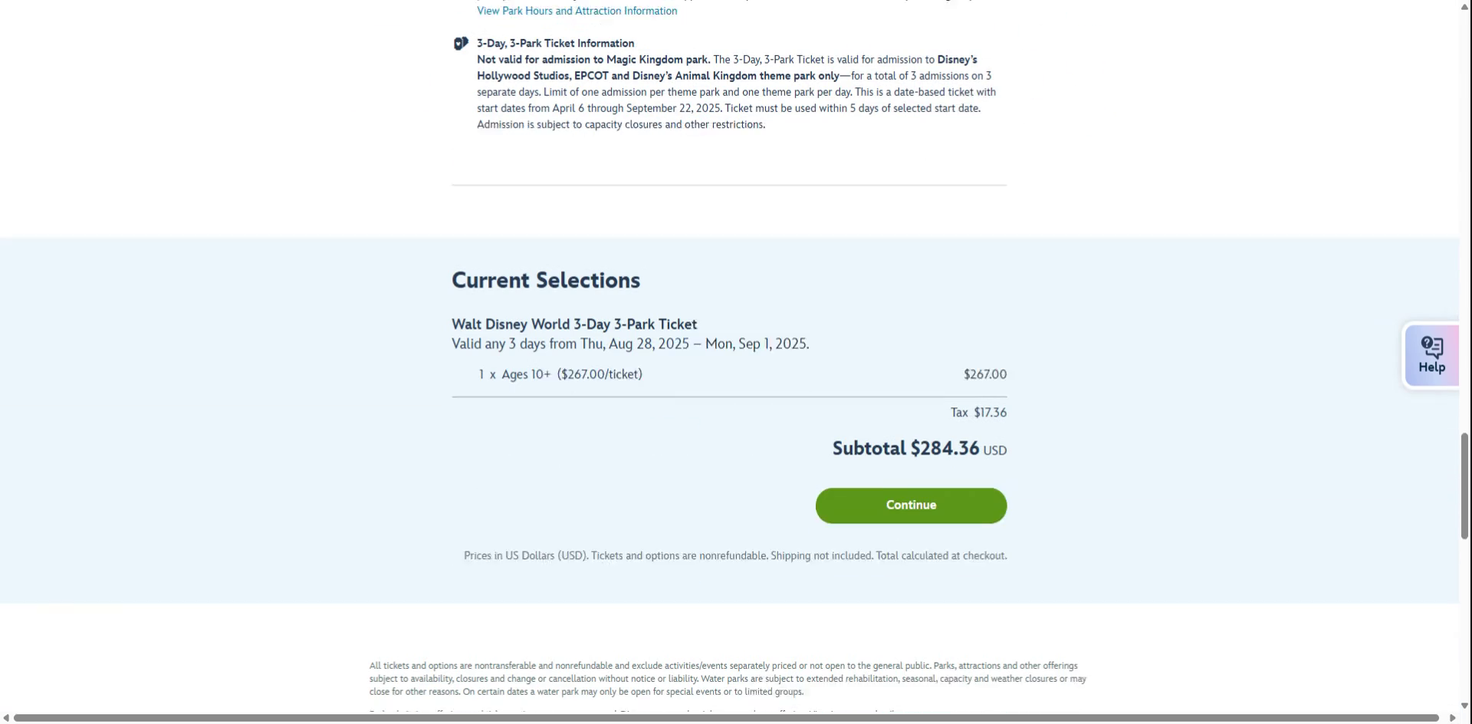 View Park Hours and Attraction Information
3-Day, 3-Park Ticket Information
Not valid for admission to Magic Kingdom park. The 3-Day, 3-Park Ticket is valid for admission to Disney's
Hollywood Studios, EPCOT and Disney's Animal Kingdom theme park only—for a total of 3 admissions on 3
separate days. Limit of one admission per theme park and one theme park per day. This is a date-based ticket with
start dates from April 6 through September 22, 2025. Ticket must be used within 5 days of selected start date.
Admission is subject to capacity closures and other restrictions.
Current Selections
Walt Disney World 3-Day 3-Park Ticket
Valid any 3 days from Thu, Aug 28, 2025 – Mon, Sep 1, 2025.
1 x Ages 10+ ($267.00/ticket) $267.00
Tax $17.36
Subtotal $284.36 USD
Continue
Prices in US Dollars (USD). Tickets and options are nonrefundable. Shipping not included. Total calculated at checkout.
Help
All tickets and options are nontransferable and nonrefundable and exclude activities/events separately priced or not open to the general public. Parks, attractions and other offerings
subject to availability, closures and change or cancellation without notice or liability. Water parks are subject to extended rehabilitation, seasonal, capacity and weather closures or may
close for other reasons. On certain dates a water park may only be open for special events or to limited groups.